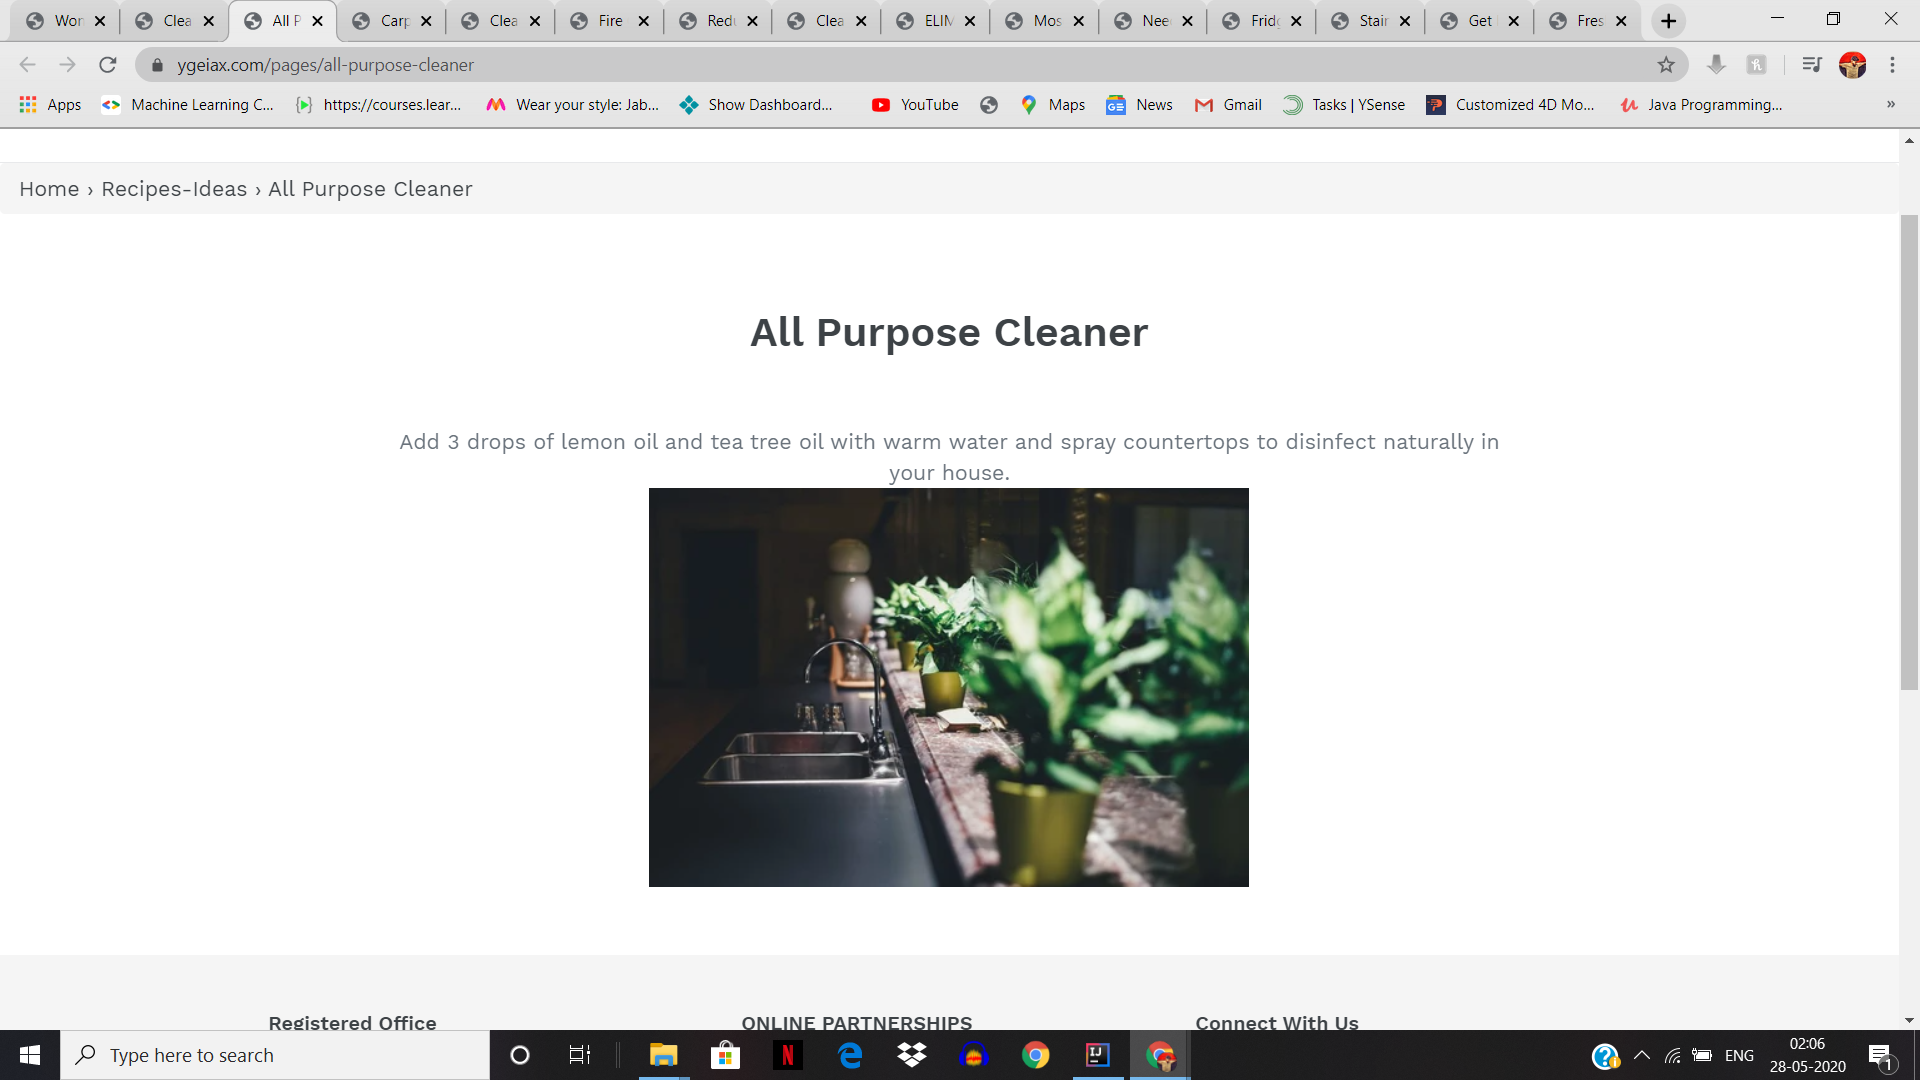 Wor
Clea
All P
Carp
Clea
Fire
Redu
Clea
ELIM
Mos
Nee
Fridg
Stain
Get
Fres
ygeiax.com/pages/all-purpose-cleaner
Apps
Machine Learning C...
https://courses.lear...
Wear your style: Jab...
Show Dashboard...
YouTube
Maps
News
Gmail
Tasks | YSense
Customized 4D Mo...
Java Programming...
»
Home › Recipes-Ideas › All Purpose Cleaner
All Purpose Cleaner
Add 3 drops of lemon oil and tea tree oil with warm water and spray countertops to disinfect naturally in
your house.
Registered Office
ONLINE PARTNERSHIPS
Connect With Us
Type here to search
ENG
02:06
28-05-2020
1